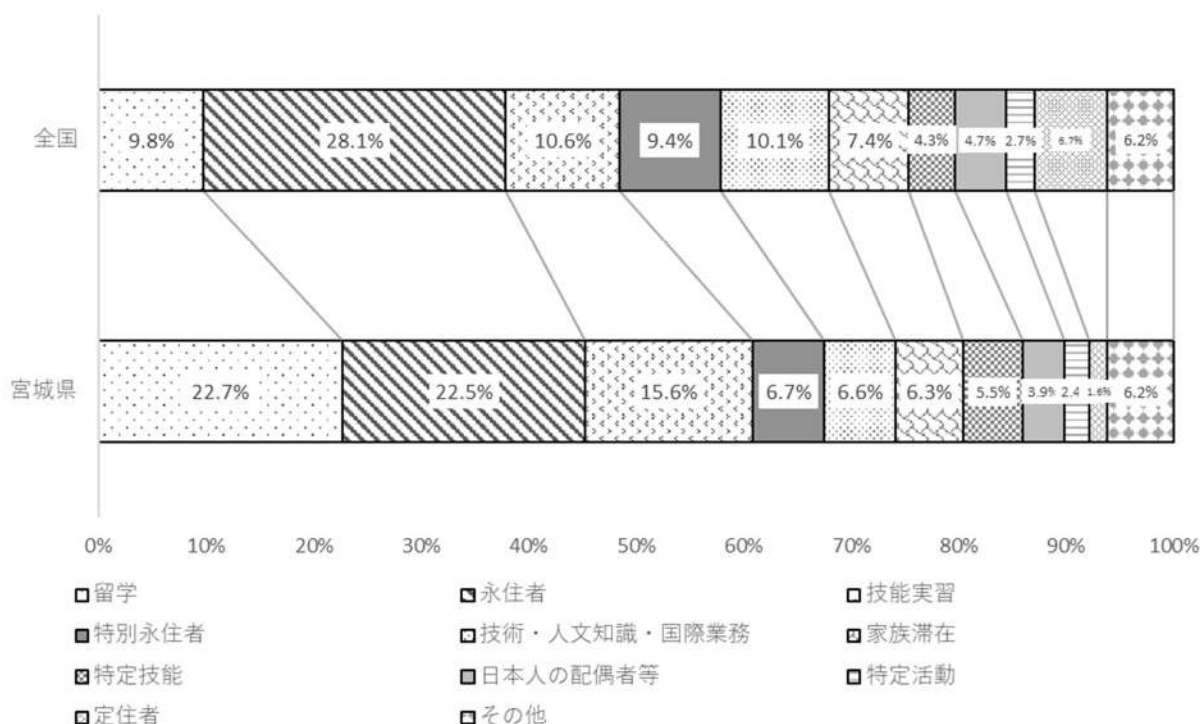 全国
9.8% 28.1% 10.6% 9.4% 10.1% 7.4% 4.3% 4.7% 2.7% 6.7% 6.2%
宮城県
22.7% 22.5% 15.6% 6.7% 6.6% 6.3% 5.5% 3.9% 2.4 1.6% 6.2%
0% 10% 20% 30% 40% 50% 60% 70% 80% 90% 100%
留学 永住者 技能実習
特別永住者 技術・人文知識・国際業務 家族滞在
特定技能 日本人の配偶者等 特定活動
定住者 その他